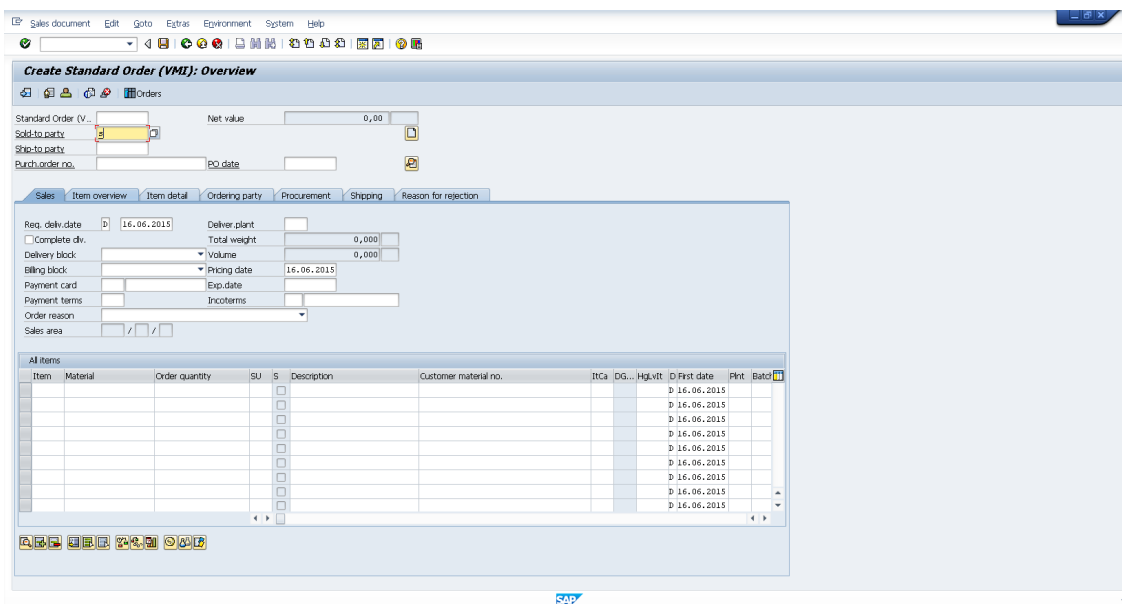 Sales document Edit Goto Extras Environment System Help
Create Standard Order (VMI): Overview
Orders
Standard Order (V... Net value 0,00
Sold-to party s
Ship-to party
Purch.order no. PO date
Sales Item overview Item detail Ordering party Procurement Shipping Reason for rejection
Req. deliv.date D 16.06.2015 Deliver.plant
Complete dlv. Total weight 0,000
Delivery block Volume 0,000
Billing block Pricing date 16.06.2015
Payment card Exp.date
Payment terms Incoterms
Order reason
Sales area / /
All items
Item Material Order quantity SU S Description Customer material no. ItCa DG... HgLvIt D First date Plnt Batch
D 16.06.2015
D 16.06.2015
D 16.06.2015
D 16.06.2015
D 16.06.2015
D 16.06.2015
D 16.06.2015
D 16.06.2015
D 16.06.2015
SAP